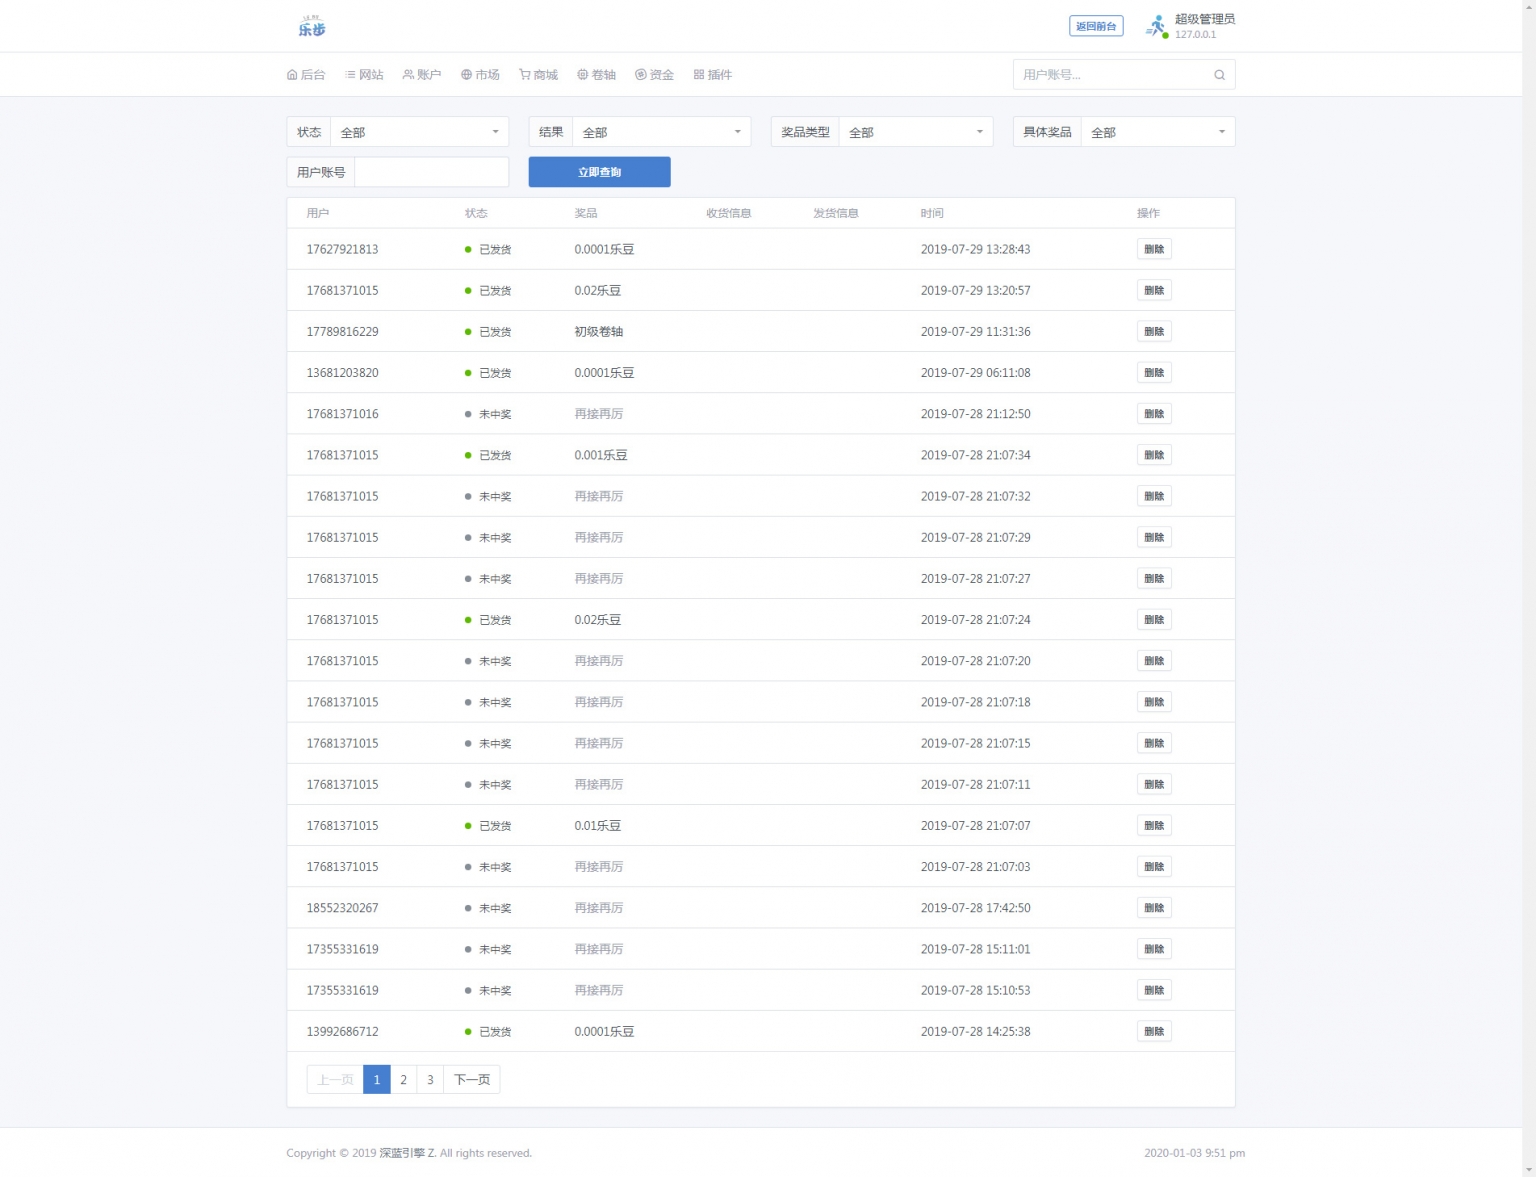 乐步
返回前台
超级管理员
127.0.0.1
后台 网站 账户 市场 商城 卷轴 资金 插件
用户账号...
状态 全部 结果 全部 奖品类型 全部 具体奖品 全部
用户账号 立即查询
用户 状态 奖品 收货信息 发货信息 时间 操作
17627921813 已发货 0.0001乐豆 2019-07-29 13:28:43 删除
17681371015 已发货 0.02乐豆 2019-07-29 13:20:57 删除
17789816229 已发货 初级卷轴 2019-07-29 11:31:36 删除
13681203820 已发货 0.0001乐豆 2019-07-29 06:11:08 删除
17681371016 未中奖 再接再厉 2019-07-28 21:12:50 删除
17681371015 已发货 0.001乐豆 2019-07-28 21:07:34 删除
17681371015 未中奖 再接再厉 2019-07-28 21:07:32 删除
17681371015 未中奖 再接再厉 2019-07-28 21:07:29 删除
17681371015 未中奖 再接再厉 2019-07-28 21:07:27 删除
17681371015 已发货 0.02乐豆 2019-07-28 21:07:24 删除
17681371015 未中奖 再接再厉 2019-07-28 21:07:20 删除
17681371015 未中奖 再接再厉 2019-07-28 21:07:18 删除
17681371015 未中奖 再接再厉 2019-07-28 21:07:15 删除
17681371015 未中奖 再接再厉 2019-07-28 21:07:11 删除
17681371015 已发货 0.01乐豆 2019-07-28 21:07:07 删除
17681371015 未中奖 再接再厉 2019-07-28 21:07:03 删除
18552320267 未中奖 再接再厉 2019-07-28 17:42:50 删除
17355331619 未中奖 再接再厉 2019-07-28 15:11:01 删除
17355331619 未中奖 再接再厉 2019-07-28 15:10:53 删除
13992686712 已发货 0.0001乐豆 2019-07-28 14:25:38 删除
上一页 1 2 3 下一页
Copyright © 2019 深蓝引擎 Z. All rights reserved. 2020-01-03 9:51 pm